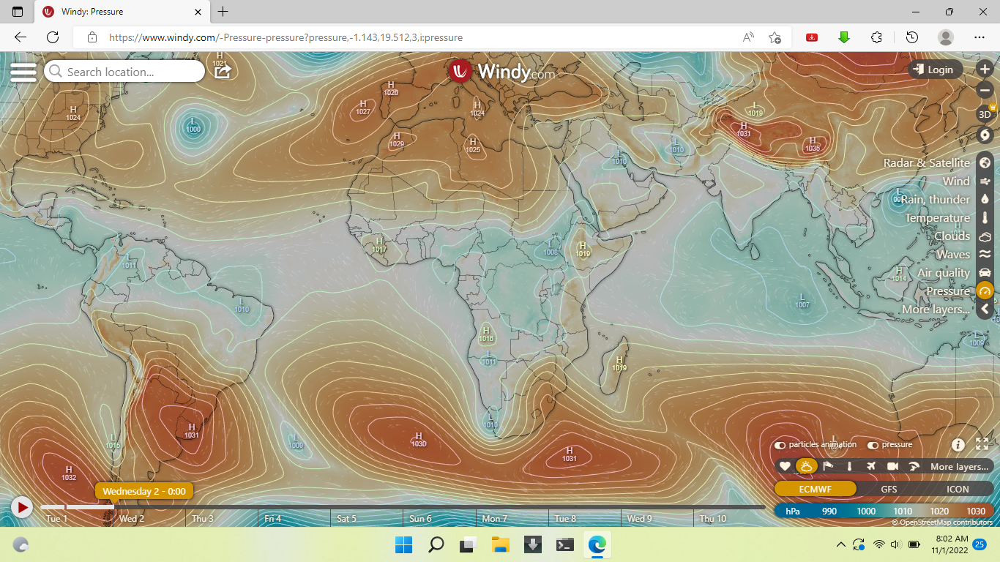 Windy: Pressure
https://www.windy.com/-Pressure-pressure?pressure,-1.143,19.512,3,i:pressure
Search location...
H
1021
Windy.com
Login
3D
H
1024
L
1000
H
1027
H
1026
H
1024
H
1029
H
1025
L
1019
H
1031
H
1035
L
1010
L
1010
Radar & Satellite
Wind
Rain, thunder
Temperature
Clouds
Waves
Air quality
Pressure
More layers...
L
H
L
1011
L
1010
H
1017
L
1008
H
1019
H
1014
L
1007
L
1009
H
1016
L
1011
H
1019
L
1010
H
1031
L
1015
H
1032
L
1009
H
1030
H
1031
L
particles animation
pressure
More layers...
ECMWF GFS ICON
hPa 990 1000 1010 1020 1030
© OpenStreetMap contributors
Wednesday 2 - 0:00
Tue 1 Wed 2 Thu 3 Fri 4 Sat 5 Sun 6 Mon 7 Tue 8 Wed 9 Thu 10
8:02 AM
11/1/2022
25